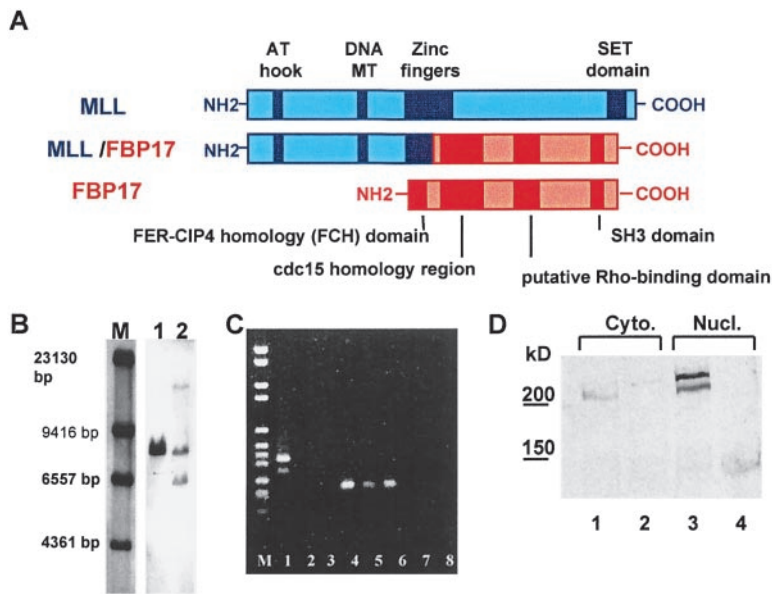 A
AT hook
DNA MT
Zinc fingers
SET domain
MLL
NH2
COOH
MLL /FBP17
NH2
COOH
FBP17
NH2
COOH
FER-CIP4 homology (FCH) domain
SH3 domain
cdc15 homology region
putative Rho-binding domain
B
M 1 2
23130 bp
9416 bp
6557 bp
4361 bp
C
M 1 2 3 4 5 6 7 8
D
Cyto. Nucl.
kD
200
150
1 2 3 4